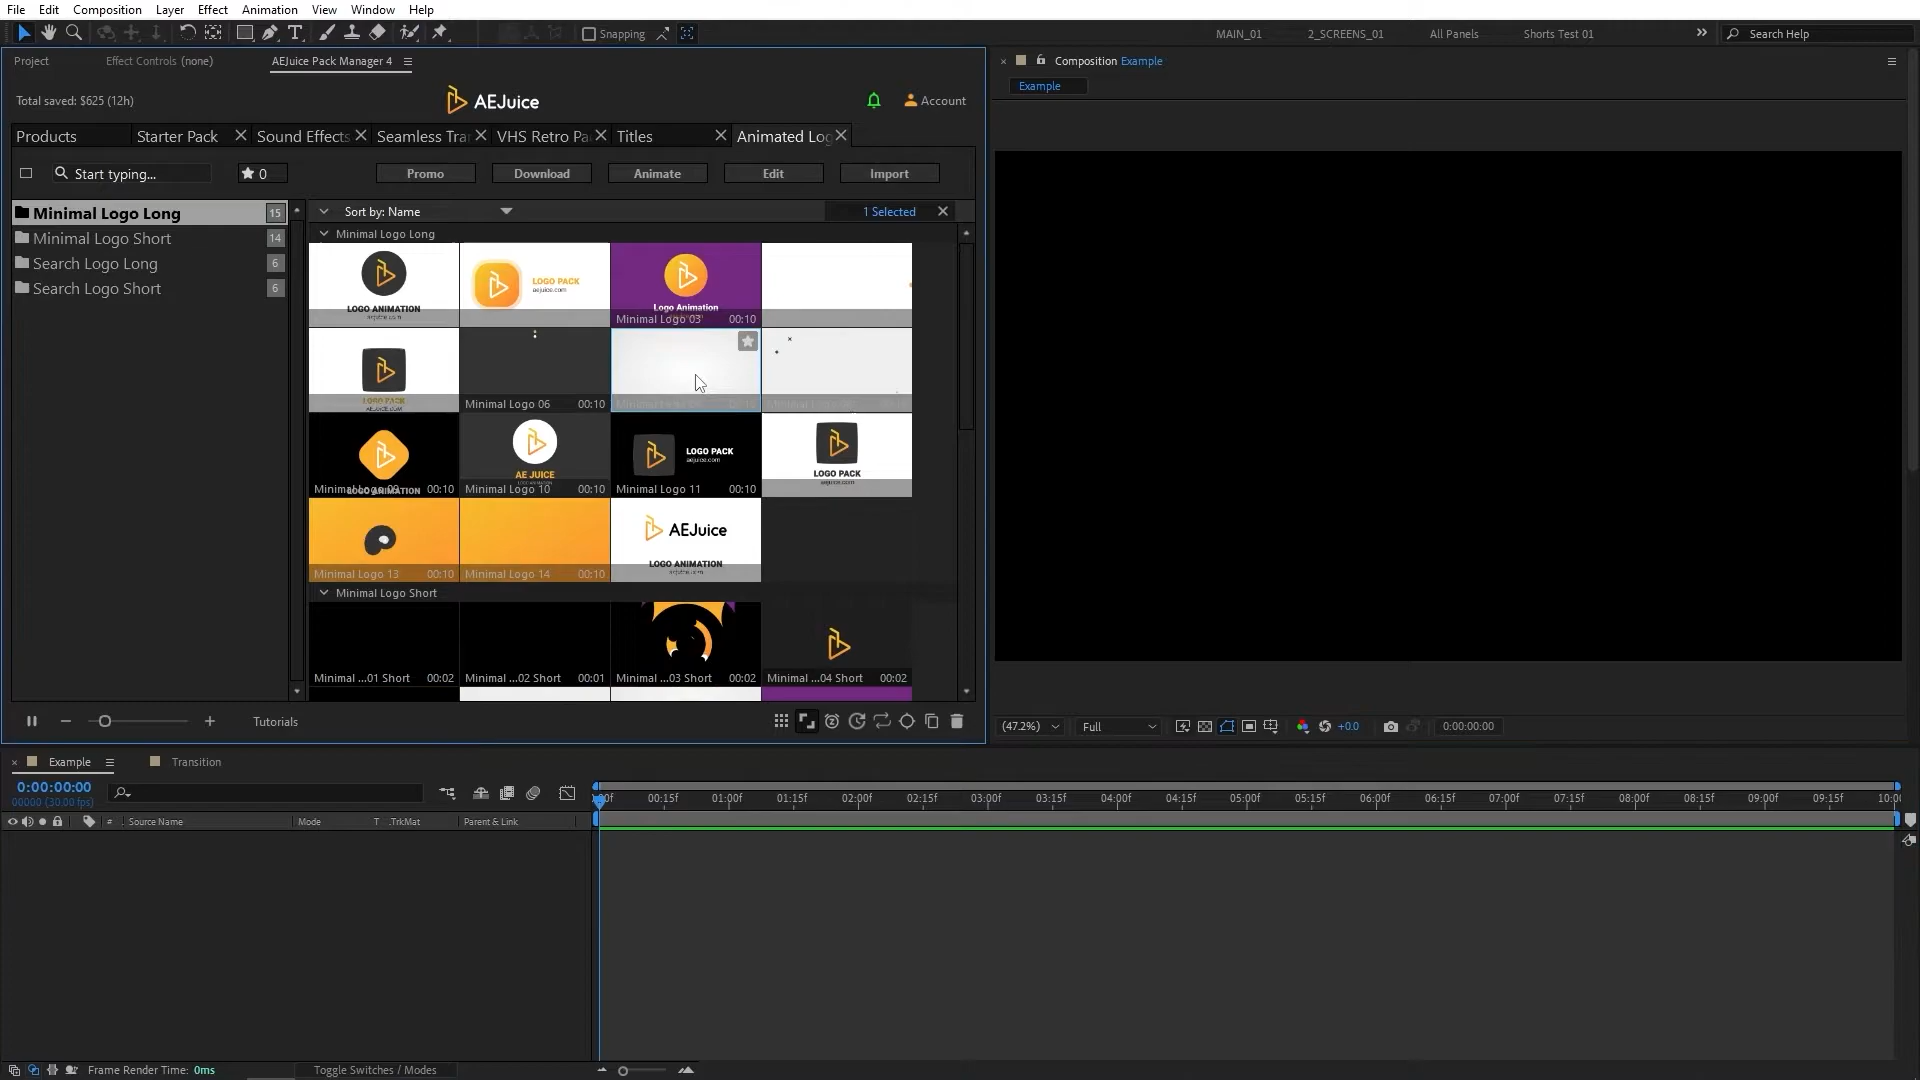 File Edit Composition Layer Effect Animation View Window Help
Snapping
MAIN_01 2_SCREENS_01 All Panels Shorts Test 01 Search Help
Project Effect Controls (none) AEJuice Pack Manager 4
Composition Example
Example
Total saved: $625 (12h)
AEJuice
Account
Products Starter Pack Sound Effects Seamless Tra VHS Retro Pa Titles Animated Log
Start typing...
0
Promo Download Animate Edit Import
Minimal Logo Long 15
Minimal Logo Short 14
Search Logo Long 6
Search Logo Short 6
Sort by: Name
1 Selected
Minimal Logo Long
LOGO ANIMATION
aejuice.com
LOGO PACK
aejuice.com
Logo Animation
Minimal Logo 03 00:10
LOGO PACK
AEJUICE.COM
Minimal Logo 06 00:10
LOGO ANIMATION
00:10
AE JUICE
Minimal Logo 10 00:10
LOGO PACK
aejuice.com
Minimal Logo 11 00:10
LOGO PACK
aejuice.com
Minimal Logo 13 00:10
Minimal Logo 14 00:10
AEJuice
LOGO ANIMATION
aejuice.com
Minimal Logo Short
Minimal ...01 Short 00:02
Minimal ...02 Short 00:01
Minimal ...03 Short 00:02
Minimal ...04 Short 00:02
Tutorials
(47.2%) Full +0.0 0:00:00:00
Example Transition
0:00:00:00
00000 (30.00 fps)
:00f 00:15f 01:00f 01:15f 02:00f 02:15f 03:00f 03:15f 04:00f 04:15f 05:00f 05:15f 06:00f 06:15f 07:00f 07:15f 08:00f 08:15f 09:00f 09:15f 10:00
# Source Name Mode T .TrkMat Parent & Link
Frame Render Time: 0ms
Toggle Switches / Modes